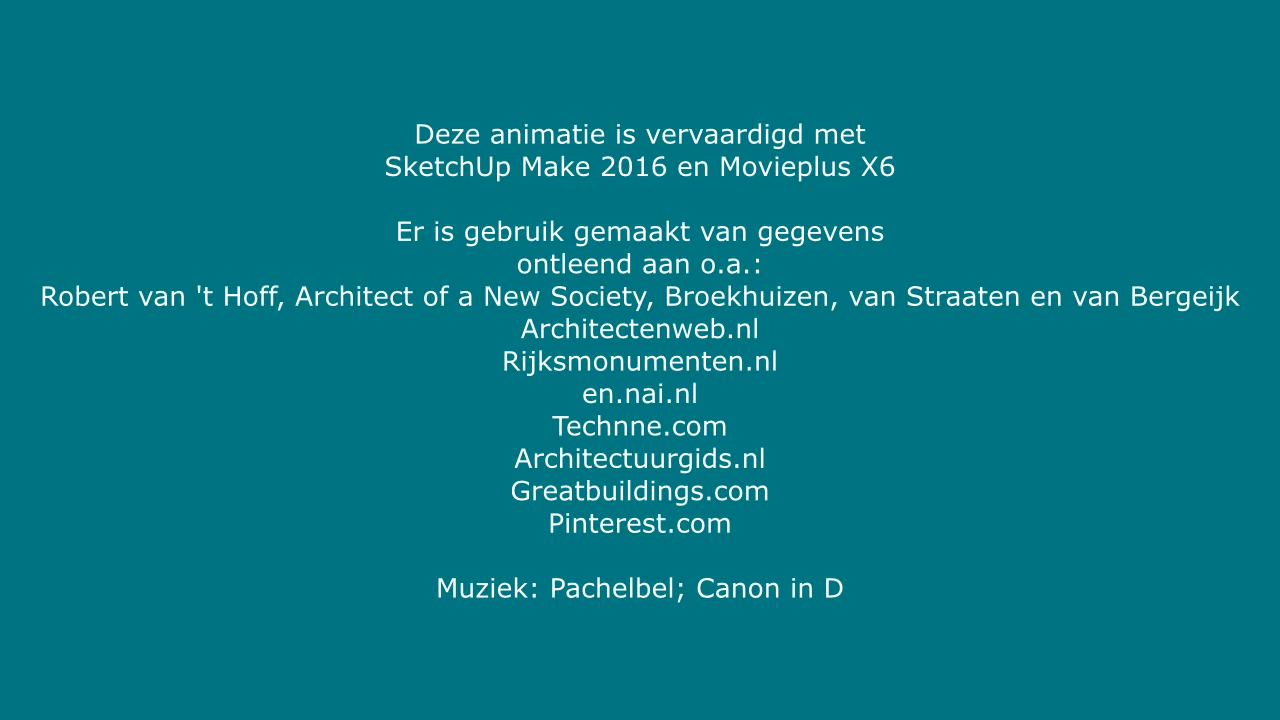 Deze animatie is vervaardigd met
SketchUp Make 2016 en Movieplus X6
Er is gebruik gemaakt van gegevens
ontleend aan o.a.:
Robert van 't Hoff, Architect of a New Society, Broekhuizen, van Straaten en van Bergeijk
Architectenweb.nl
Rijksmonumenten.nl
en.nai.nl
Technne.com
Architectuurgids.nl
Greatbuildings.com
Pinterest.com
Muziek: Pachelbel; Canon in D